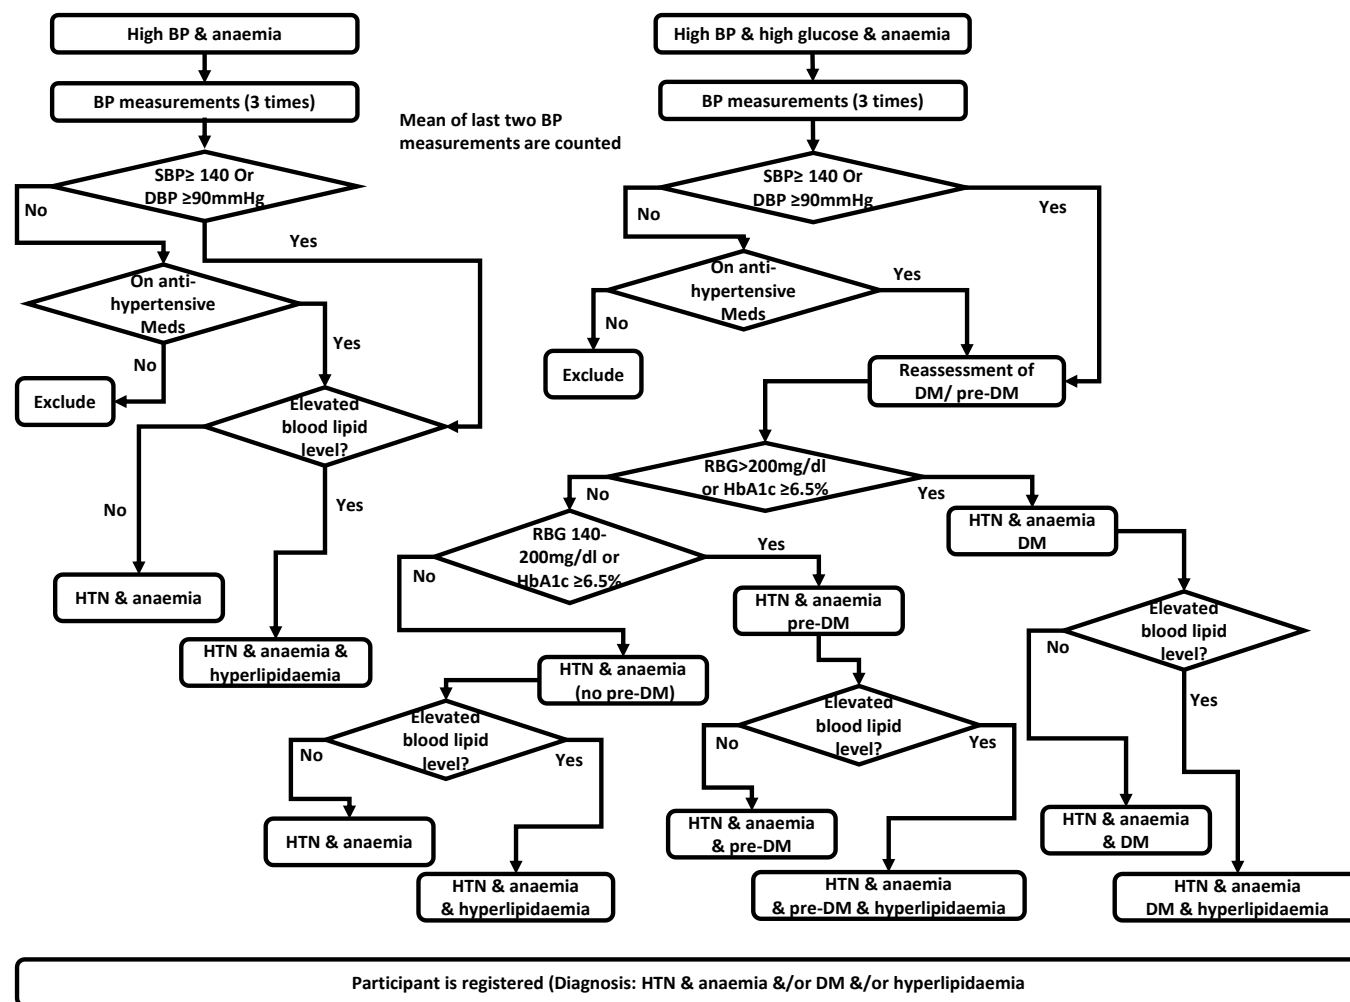 High BP & anaemia
BP measurements (3 times)
SBP≥ 140 Or
DBP ≥90mmHg
No
Yes
On anti-
hypertensive
Meds
No
Yes
Exclude
Elevated
blood lipid
level?
No
Yes
HTN & anaemia
HTN & anaemia &
hyperlipidaemia
Mean of last two BP
measurements are counted
High BP & high glucose & anaemia
BP measurements (3 times)
SBP≥ 140 Or
DBP ≥90mmHg
No
Yes
On anti-
hypertensive
Meds
Yes
No
Exclude
Reassessment of
DM/ pre-DM
RBG>200mg/dl
or HbA1c ≥6.5%
No
Yes
RBG 140-
200mg/dl or
HbA1c ≥6.5%
No
Yes
HTN & anaemia
DM
HTN & anaemia
pre-DM
HTN & anaemia
(no pre-DM)
Elevated
blood lipid
level?
No
Yes
Elevated
blood lipid
level?
No
Yes
Elevated
blood lipid
level?
No
Yes
HTN & anaemia
HTN & anaemia
& hyperlipidaemia
HTN & anaemia
& pre-DM
HTN & anaemia
& pre-DM & hyperlipidaemia
HTN & anaemia
& DM
HTN & anaemia
DM & hyperlipidaemia
Participant is registered (Diagnosis: HTN & anaemia &/or DM &/or hyperlipidaemia